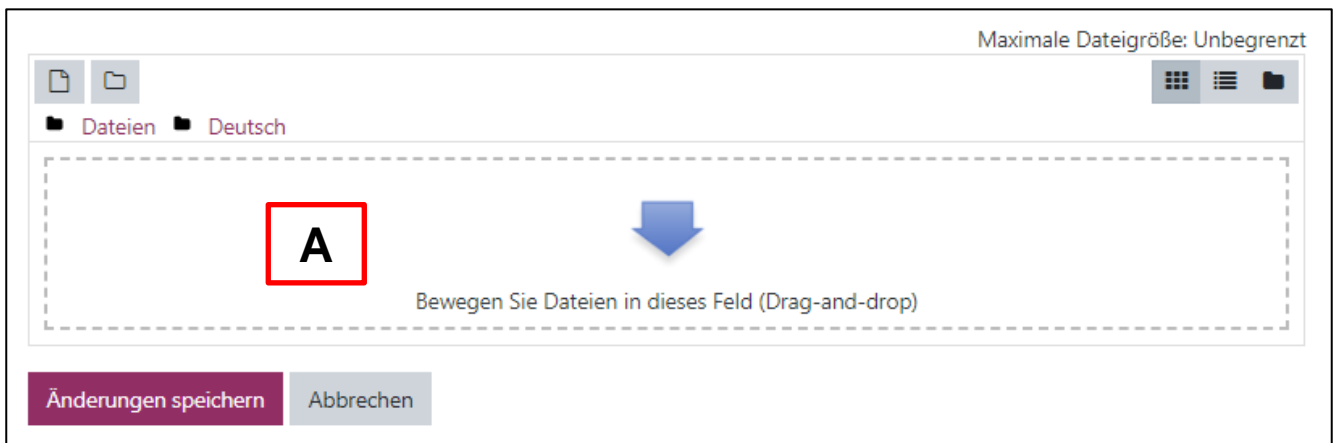 Maximale Dateigröße: Unbegrenzt
Dateien Deutsch
A
Bewegen Sie Dateien in dieses Feld (Drag-and-drop)
Änderungen speichern Abbrechen